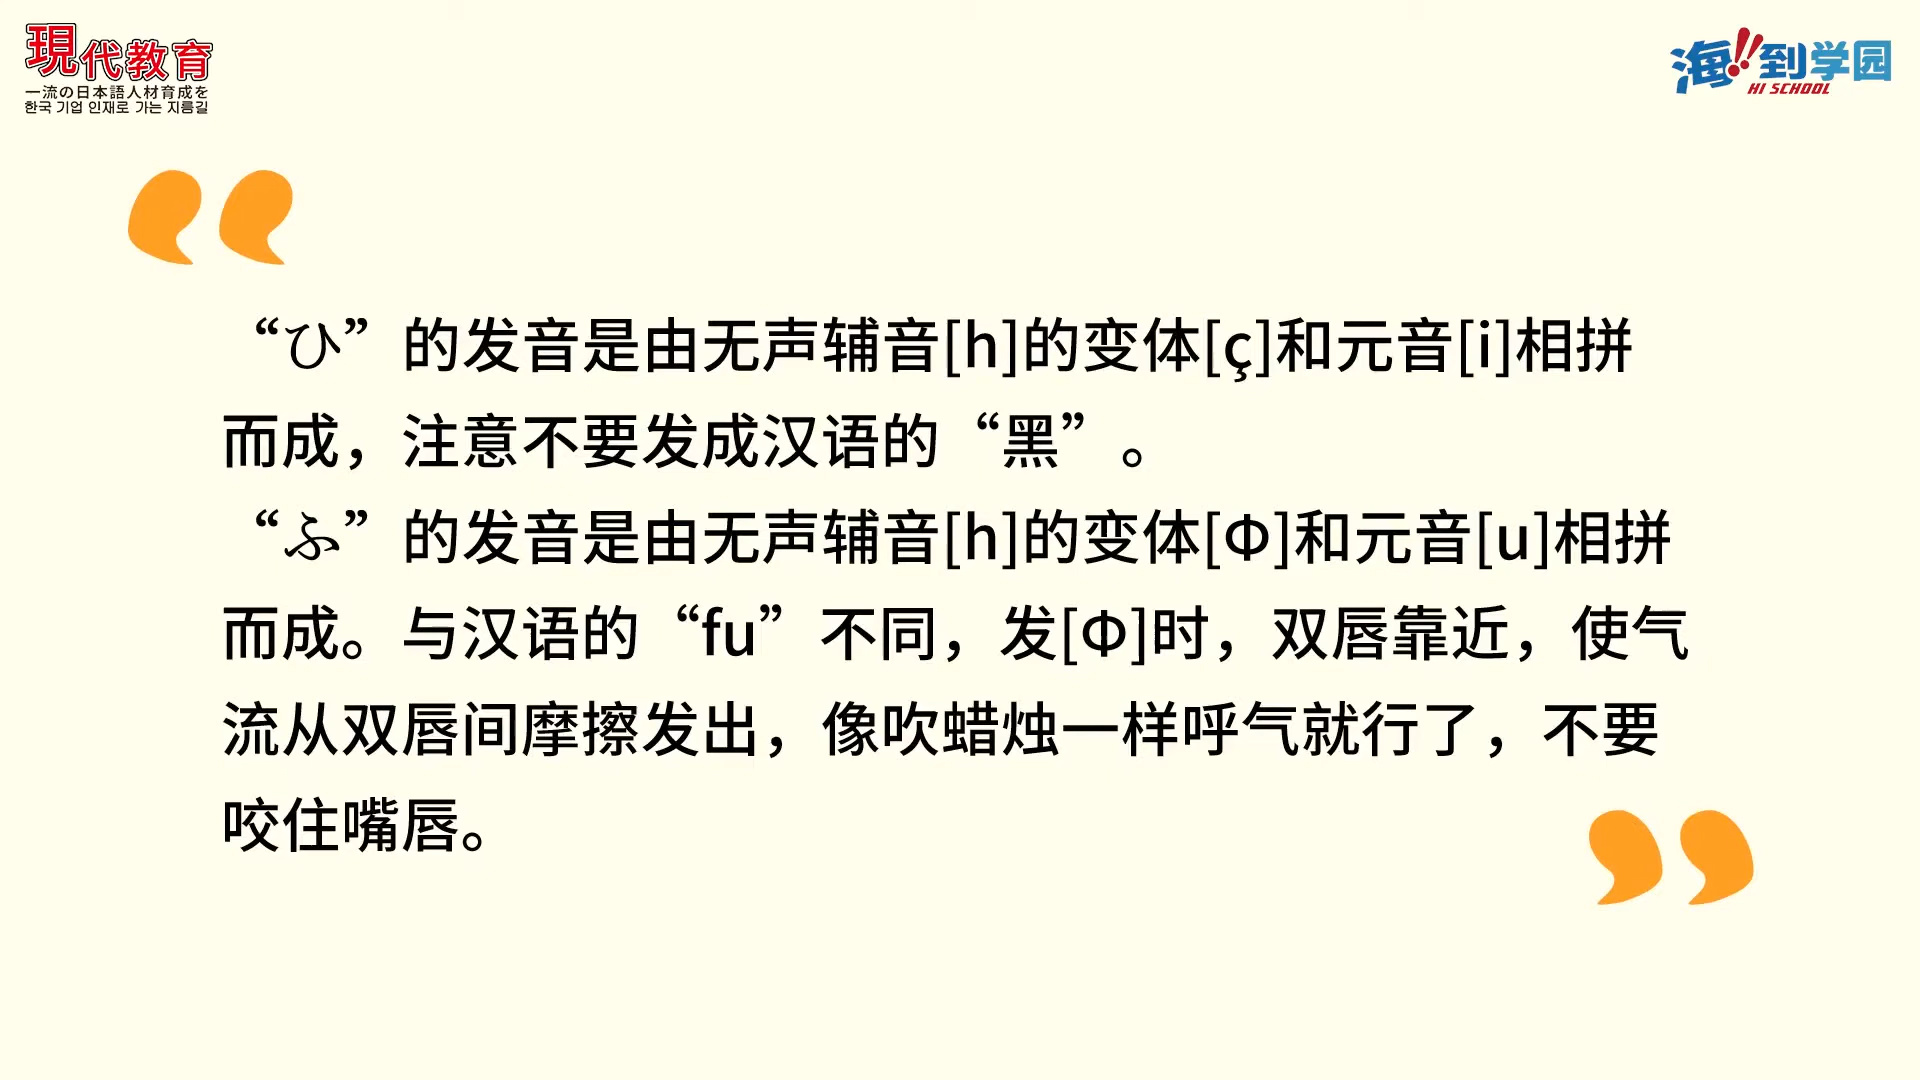 現代教育
一流の日本語人材育成を
한국 기업 인재로 가는 지름길
海!!到学园
HI SCHOOL
“ひ”的发音是由无声辅音[h]的变体[ç]和元音[i]相拼
而成，注意不要发成汉语的“黑”。
“ふ”的发音是由无声辅音[h]的变体[Φ]和元音[u]相拼
而成。与汉语的“fu”不同，发[Φ]时，双唇靠近，使气
流从双唇间摩擦发出，像吹蜡烛一样呼气就行了，不要
咬住嘴唇。